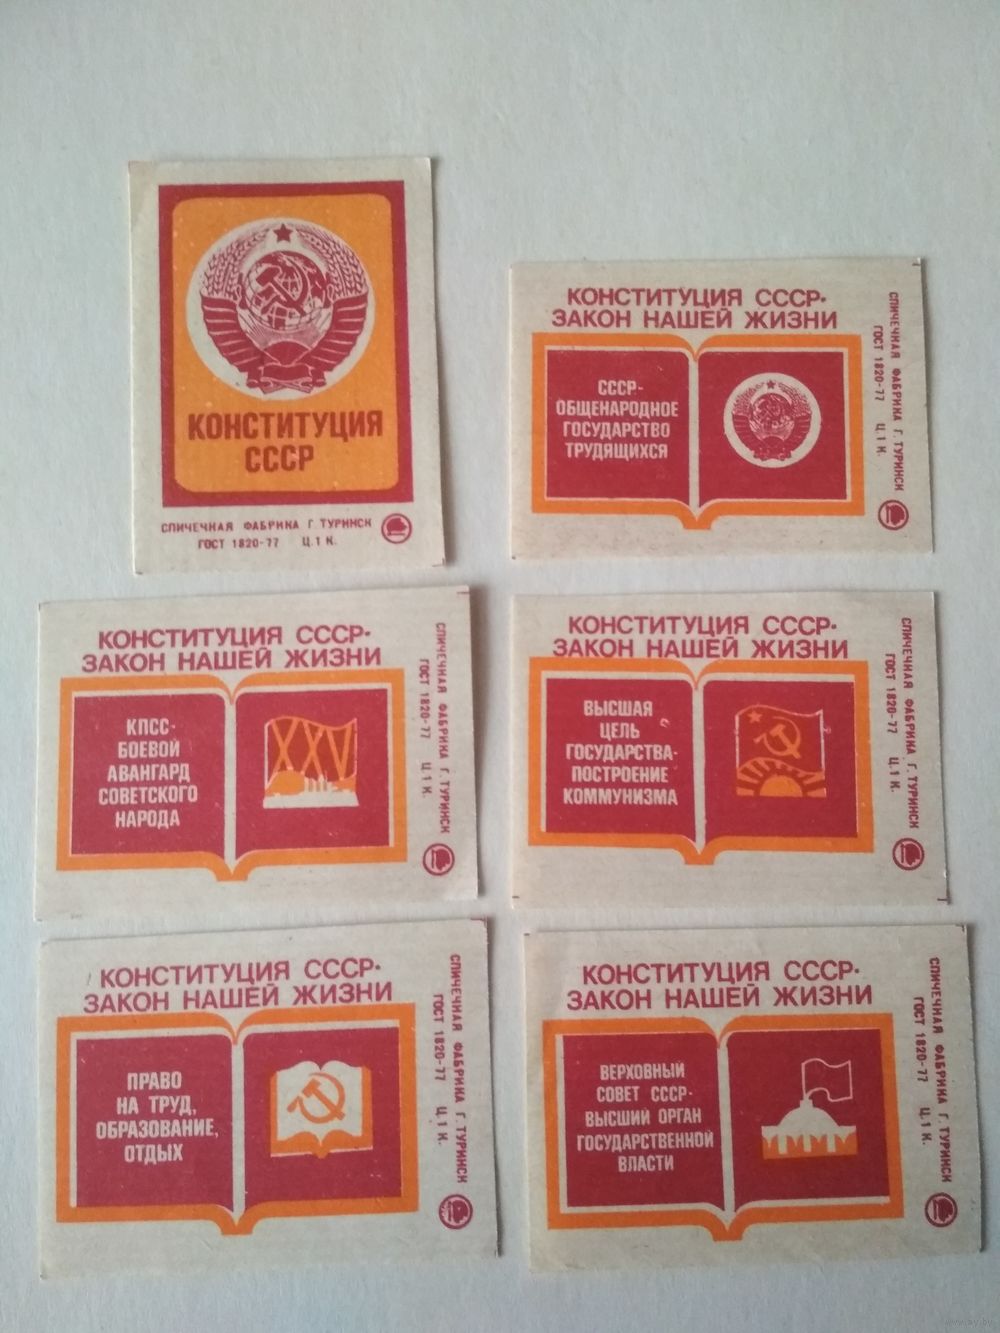 КОНСТИТУЦИЯ
СССР
СПИЧЕЧНАЯ ФАБРИКА Г. ТУРИНСК
ГОСТ 1820-77 Ц. 1 К.
КОНСТИТУЦИЯ СССР-
ЗАКОН НАШЕЙ ЖИЗНИ
СССР-
ОБЩЕНАРОДНОЕ
ГОСУДАРСТВО
ТРУДЯЩИХСЯ
СПИЧЕЧНАЯ ФАБРИКА Г. ТУРИНСК
ГОСТ 1820-77 Ц. 1 К.
КОНСТИТУЦИЯ СССР-
ЗАКОН НАШЕЙ ЖИЗНИ
КПСС-
БОЕВОЙ
АВАНГАРД
СОВЕТСКОГО
НАРОДА
XXV
СПИЧЕЧНАЯ ФАБРИКА Г. ТУРИНСК
ГОСТ 1820-77 Ц. 1 К.
КОНСТИТУЦИЯ СССР-
ЗАКОН НАШЕЙ ЖИЗНИ
ВЫСШАЯ
ЦЕЛЬ
ГОСУДАРСТВА-
ПОСТРОЕНИЕ
КОММУНИЗМА
СПИЧЕЧНАЯ ФАБРИКА Г. ТУРИНСК
ГОСТ 1820-77 Ц. 1 К.
КОНСТИТУЦИЯ СССР-
ЗАКОН НАШЕЙ ЖИЗНИ
ПРАВО
НА ТРУД,
ОБРАЗОВАНИЕ,
ОТДЫХ
СПИЧЕЧНАЯ ФАБРИКА Г. ТУРИНСК
ГОСТ 1820-77 Ц. 1 К.
КОНСТИТУЦИЯ СССР-
ЗАКОН НАШЕЙ ЖИЗНИ
ВЕРХОВНЫЙ
СОВЕТ СССР-
ВЫСШИЙ ОРГАН
ГОСУДАРСТВЕННОЙ
ВЛАСТИ
СПИЧЕЧНАЯ ФАБРИКА Г. ТУРИНСК
ГОСТ 1820-77 Ц. 1 К.